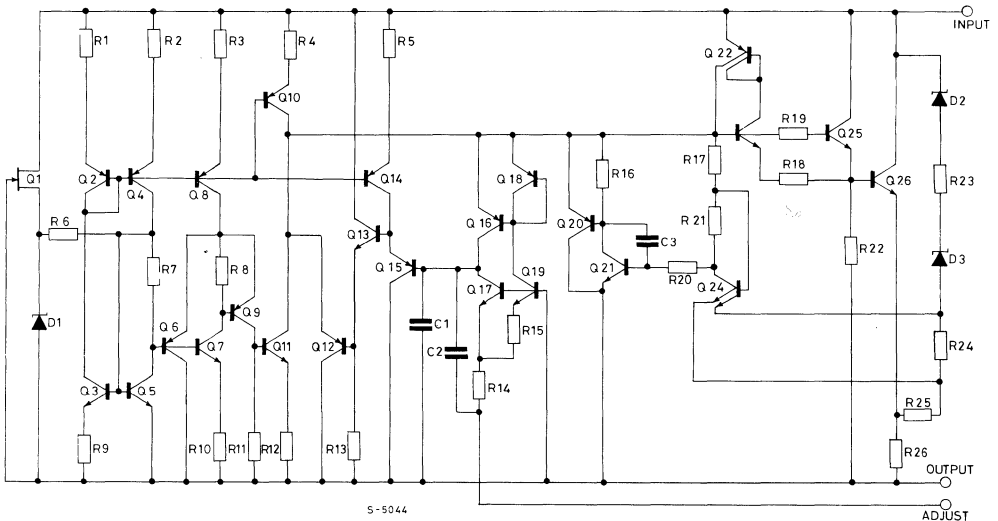 INPUT
R1
R2
R3
R4
R5
Q22
Q10
D2
R19
Q25
R17
R18
Q1
Q2
Q4
Q8
Q14
Q18
R16
Q26
R23
R6
Q13
Q16
Q20
C3
R21
R22
R7
R8
Q15
Q21
R20
Q24
D3
Q19
Q17
D1
Q6
Q9
C1
R15
Q7
Q11
Q12
C2
R24
Q3
Q5
R14
R25
R9
R10
R11
R12
R13
R26
OUTPUT
S-5044
ADJUST